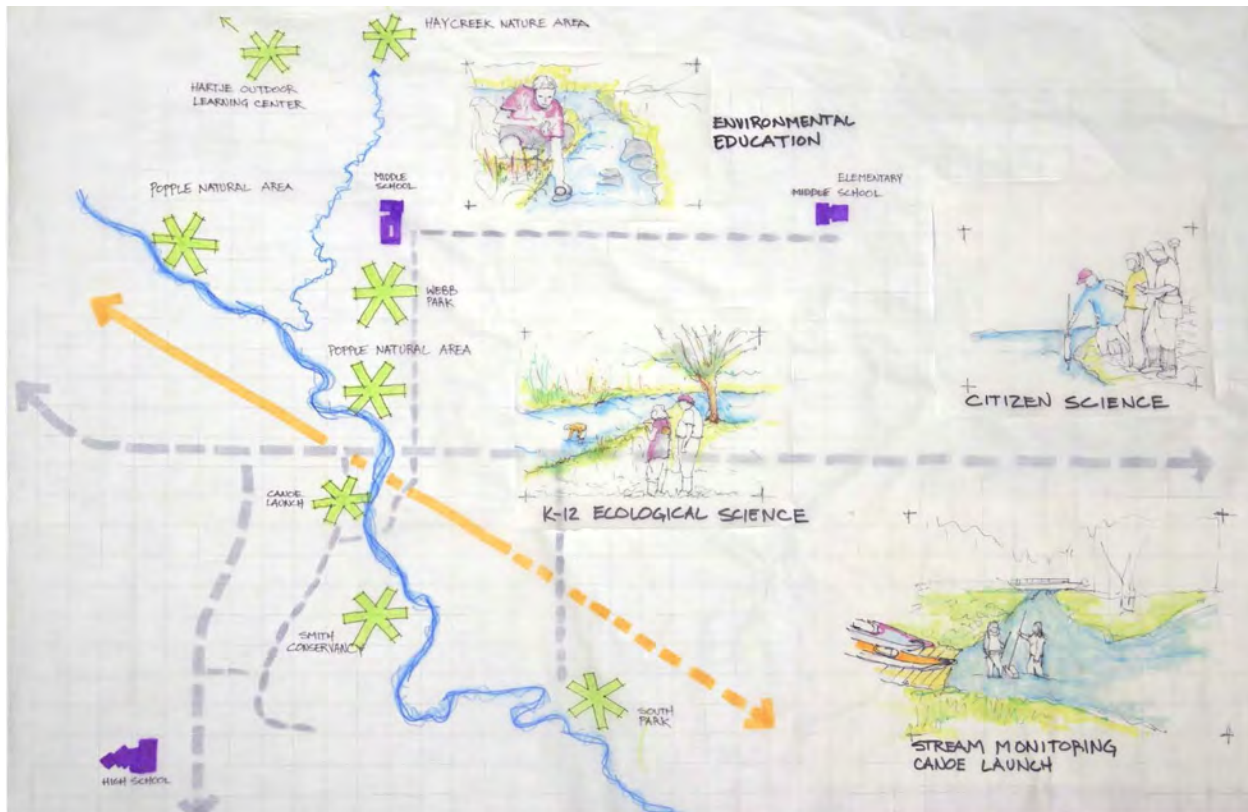 HAYCREEK NATURE AREA
HARTJE OUTDOOR
LEARNING CENTER
ENVIRONMENTAL
EDUCATION
POPPLE NATURAL AREA
MIDDLE
SCHOOL
ELEMENTARY
MIDDLE SCHOOL
WEBB
PARK
POPPLE NATURAL AREA
CITIZEN SCIENCE
CANOE
LAUNCH
K-12 ECOLOGICAL SCIENCE
SMITH
CONSERVANCY
SOUTH
PARK
STREAM MONITORING
CANOE LAUNCH
HIGH SCHOOL